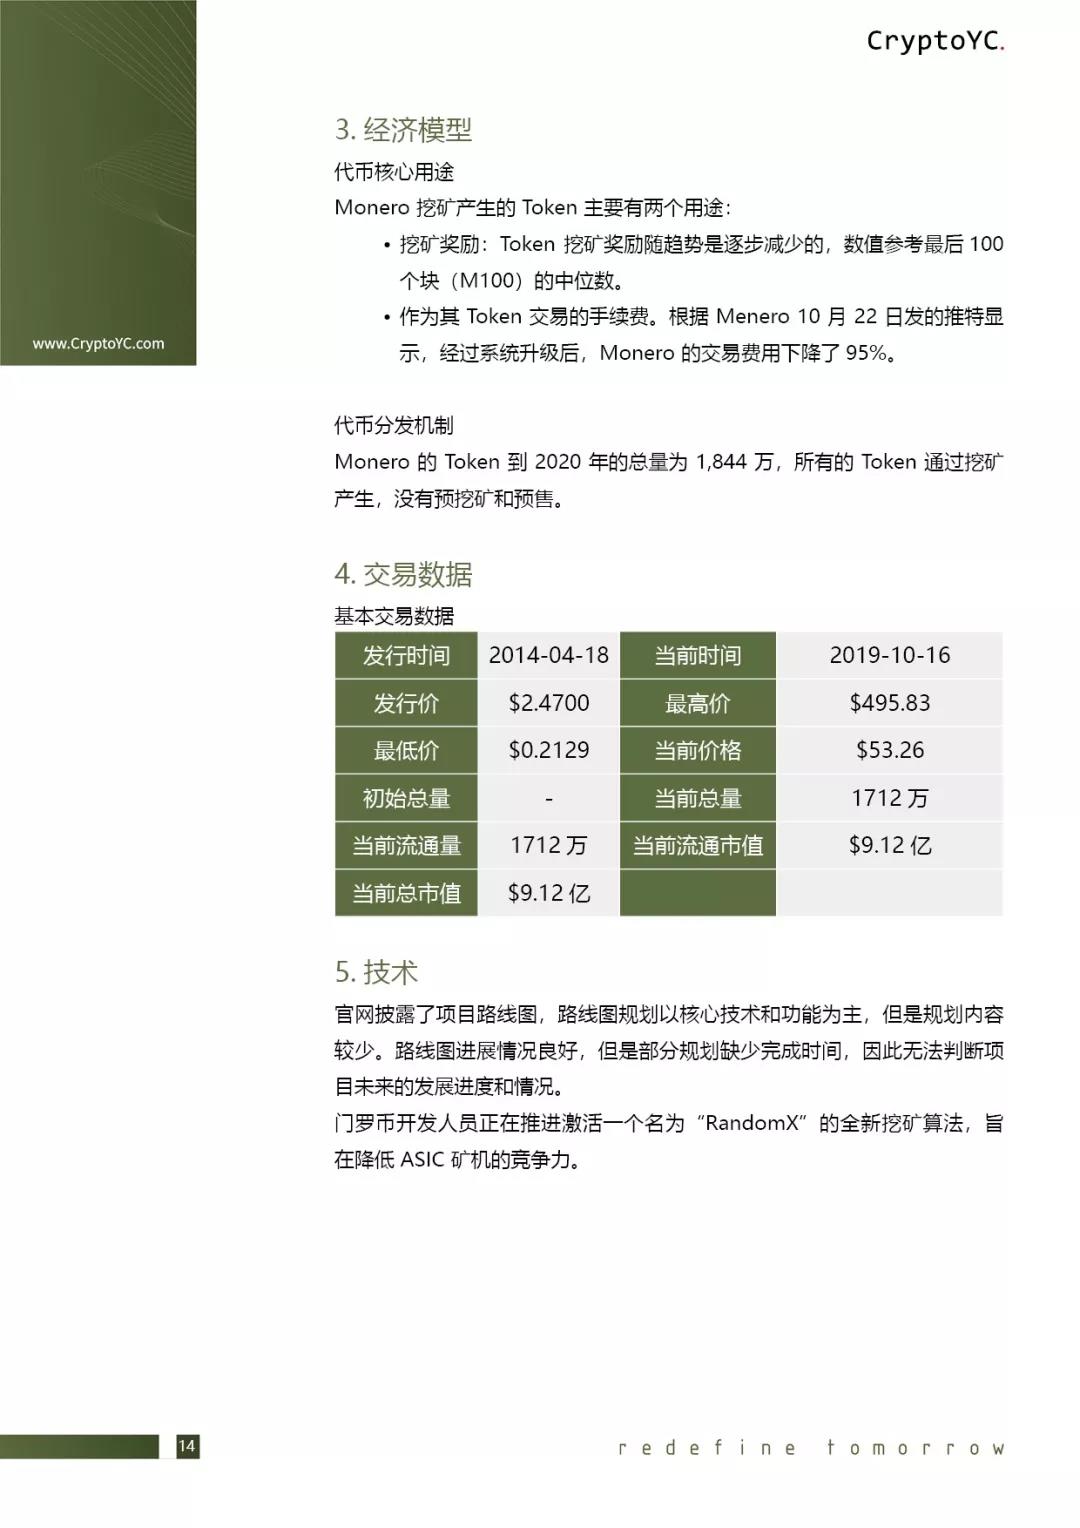 CryptoYC.
www.CryptoYC.com
3. 经济模型
代币核心用途
Monero 挖矿产生的 Token 主要有两个用途：
• 挖矿奖励：Token 挖矿奖励随趋势是逐步减少的，数值参考最后 100
个块（M100）的中位数。
• 作为其 Token 交易的手续费。根据 Menero 10 月 22 日发的推特显
示，经过系统升级后，Monero 的交易费用下降了 95%。
代币分发机制
Monero 的 Token 到 2020 年的总量为 1,844 万，所有的 Token 通过挖矿
产生，没有预挖矿和预售。
4. 交易数据
基本交易数据
发行时间 2014-04-18 当前时间 2019-10-16
发行价 $2.4700 最高价 $495.83
最低价 $0.2129 当前价格 $53.26
初始总量 - 当前总量 1712 万
当前流通量 1712 万 当前流通市值 $9.12 亿
当前总市值 $9.12 亿
5. 技术
官网披露了项目路线图，路线图规划以核心技术和功能为主，但是规划内容
较少。路线图进展情况良好，但是部分规划缺少完成时间，因此无法判断项
目未来的发展进度和情况。
门罗币开发人员正在推进激活一个名为“RandomX”的全新挖矿算法，旨
在降低 ASIC 矿机的竞争力。
14
redefine tomorrow